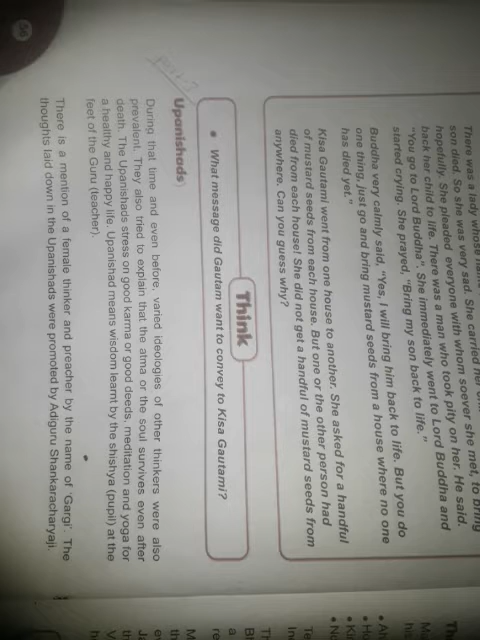 There was a lady whose name
son died. So she was very sad. She carried her
hopefully. She pleaded everyone with whom soever she met, to bring
back her child to life. There was a man who took pity on her. He said,
"You go to Lord Buddha". She immediately went to Lord Buddha and
started crying. She prayed, "Bring my son back to life."
Buddha very calmly said, "Yes, I will bring him back to life. But you do
one thing, just go and bring mustard seeds from a house where no one
has died yet."
Kisa Gautami went from one house to another. She asked for a handful
of mustard seeds from each house. But one or the other person had
died from each house! She did not get a handful of mustard seeds from
anywhere. Can you guess why?
Think
• What message did Gautam want to convey to Kisa Gautami?
Upanishads
During that time and even before, varied ideologies of other thinkers were also
prevalent. They also tried to explain that the atma or the soul survives even after
death. The Upanishads stress on good karma or good deeds, meditation and yoga for
a healthy and happy life. Upanishad means wisdom learnt by the shishya (pupil) at the
feet of the Guru (teacher).
There is a mention of a female thinker and preacher by the name of 'Gargi'. The
thoughts laid down in the Upanishads were promoted by Adiguru Shankaracharyaji.